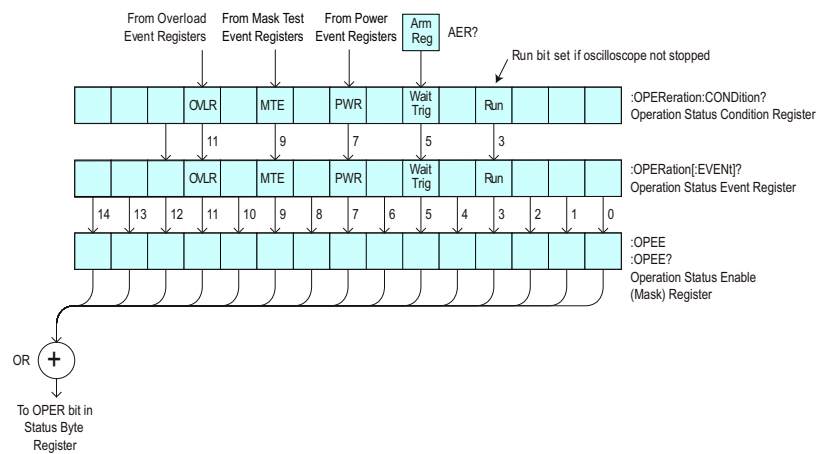 From Overload
Event Registers
From Mask Test
Event Registers
From Power
Event Registers
Arm
Reg
AER?
Run bit set if oscilloscope not stopped
OVLR
MTE
PWR
Wait
Trig
Run
:OPEReration:CONDition?
Operation Status Condition Register
11
9
7
5
3
OVLR
MTE
PWR
Wait
Trig
Run
:OPERation[:EVENt]?
Operation Status Event Register
14
13
12
11
10
9
8
7
6
5
4
3
2
1
0
:OPEE
:OPEE?
Operation Status Enable
(Mask) Register
OR
+
To OPER bit in
Status Byte
Register